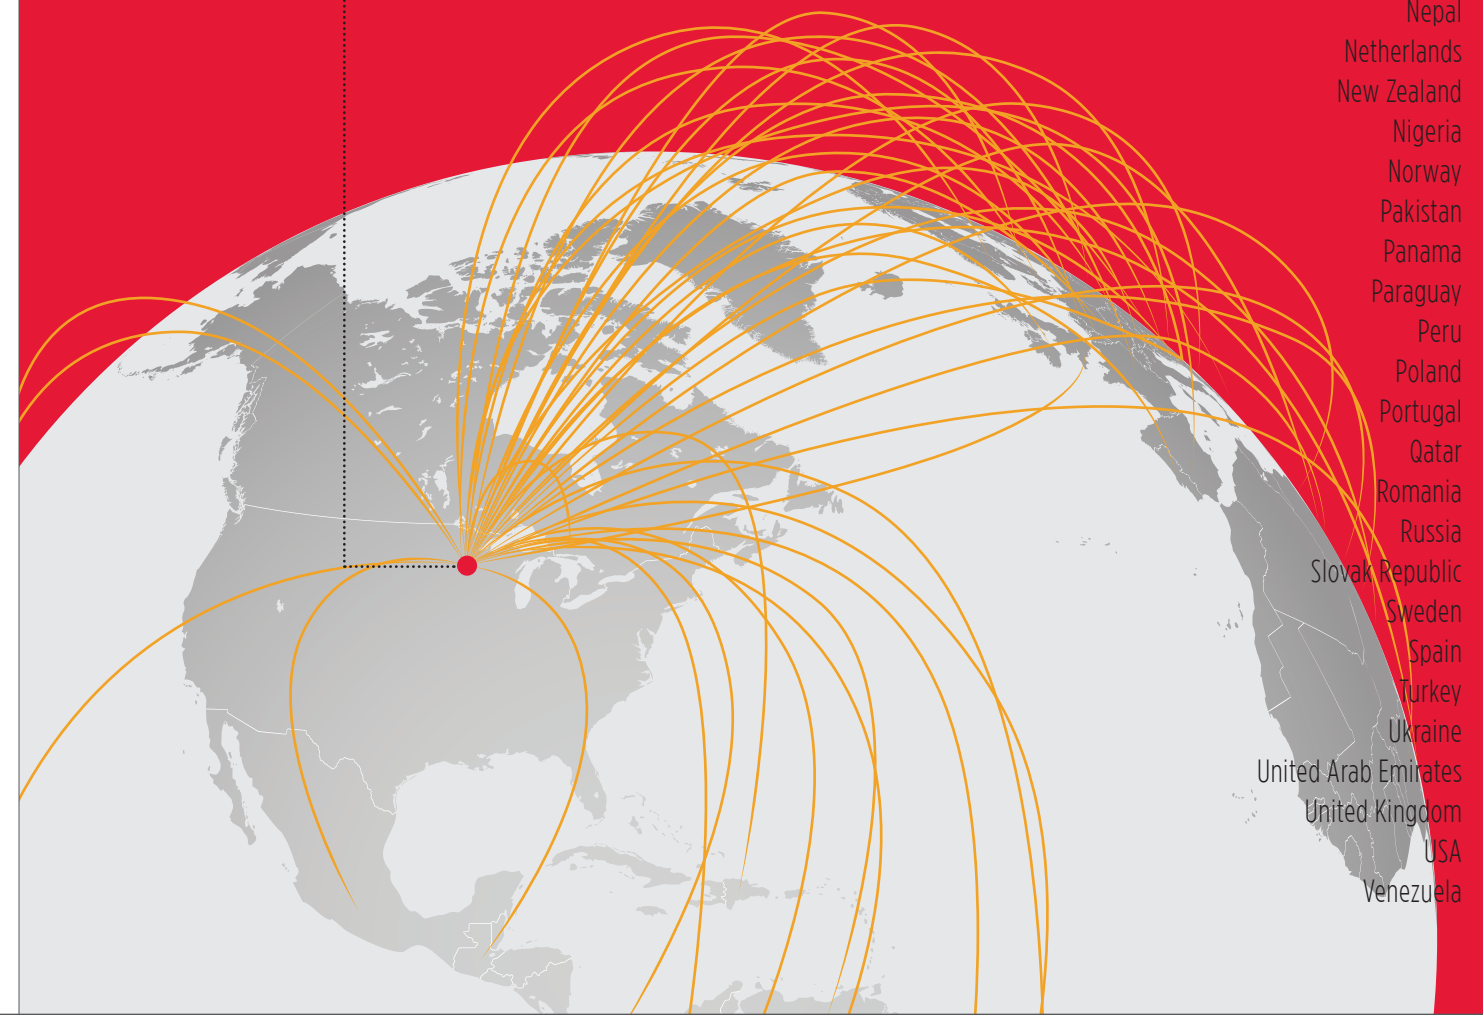 Nepal
Netherlands
New Zealand
Nigeria
Norway
Pakistan
Panama
Paraguay
Peru
Poland
Portugal
Qatar
Romania
Russia
Slovak Republic
Sweden
Spain
Turkey
Ukraine
United Arab Emirates
United Kingdom
USA
Venezuela